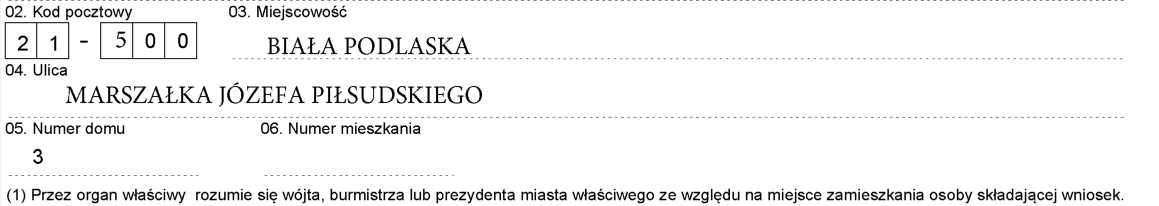 02. Kod pocztowy 03. Miejscowość
21 - 500 BIAŁA PODLASKA
04. Ulica
MARSZAŁKA JÓZEFA PIŁSUDSKIEGO
05. Numer domu 06. Numer mieszkania
3
(1) Przez organ właściwy rozumie się wójta, burmistrza lub prezydenta miasta właściwego ze względu na miejsce zamieszkania osoby składającej wniosek.